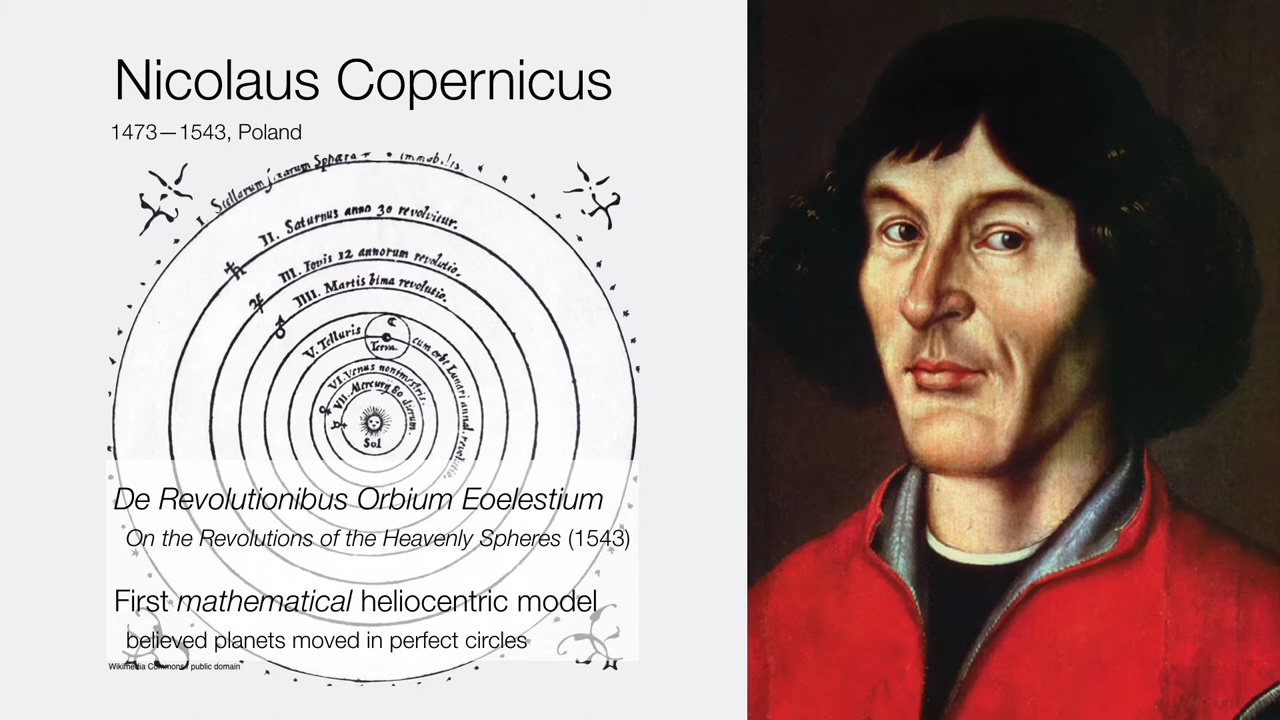 Nicolaus Copernicus
1473—1543, Poland
I. Stellarum fixarum Sphæra immobilis.
II. Saturnus anno 30 revolvitur.
III. Iovis 12 annorum revolutio.
IIII. Martis bima revolutio.
V. Telluris cum orbe Lunari annua revolutio.
Terra
VI. Venus nonimestris.
VII. Mercurij 80 dierum.
Sol
De Revolutionibus Orbium Eoelestium
On the Revolutions of the Heavenly Spheres (1543)
First mathematical heliocentric model
believed planets moved in perfect circles
Wikimedia Commons / public domain